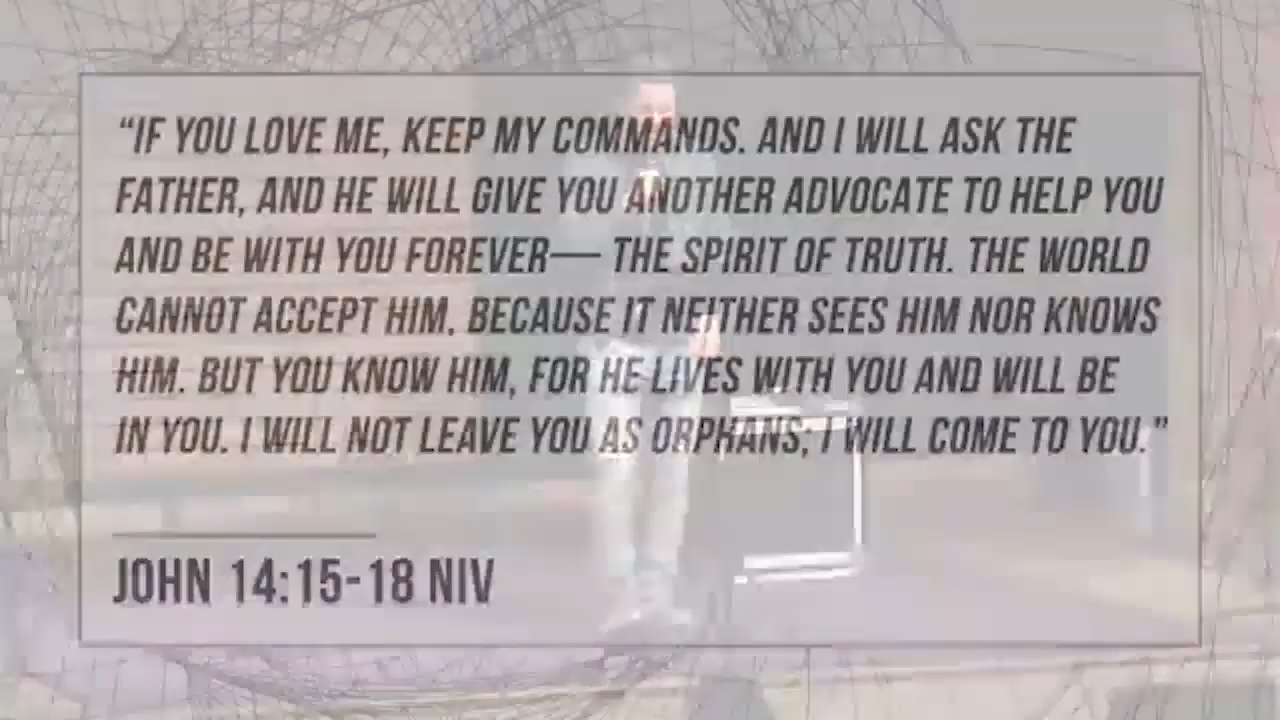 “IF YOU LOVE ME, KEEP MY COMMANDS. AND I WILL ASK THE
FATHER, AND HE WILL GIVE YOU ANOTHER ADVOCATE TO HELP YOU
AND BE WITH YOU FOREVER— THE SPIRIT OF TRUTH. THE WORLD
CANNOT ACCEPT HIM, BECAUSE IT NEITHER SEES HIM NOR KNOWS
HIM. BUT YOU KNOW HIM, FOR HE LIVES WITH YOU AND WILL BE
IN YOU. I WILL NOT LEAVE YOU AS ORPHANS; I WILL COME TO YOU.”
JOHN 14:15-18 NIV